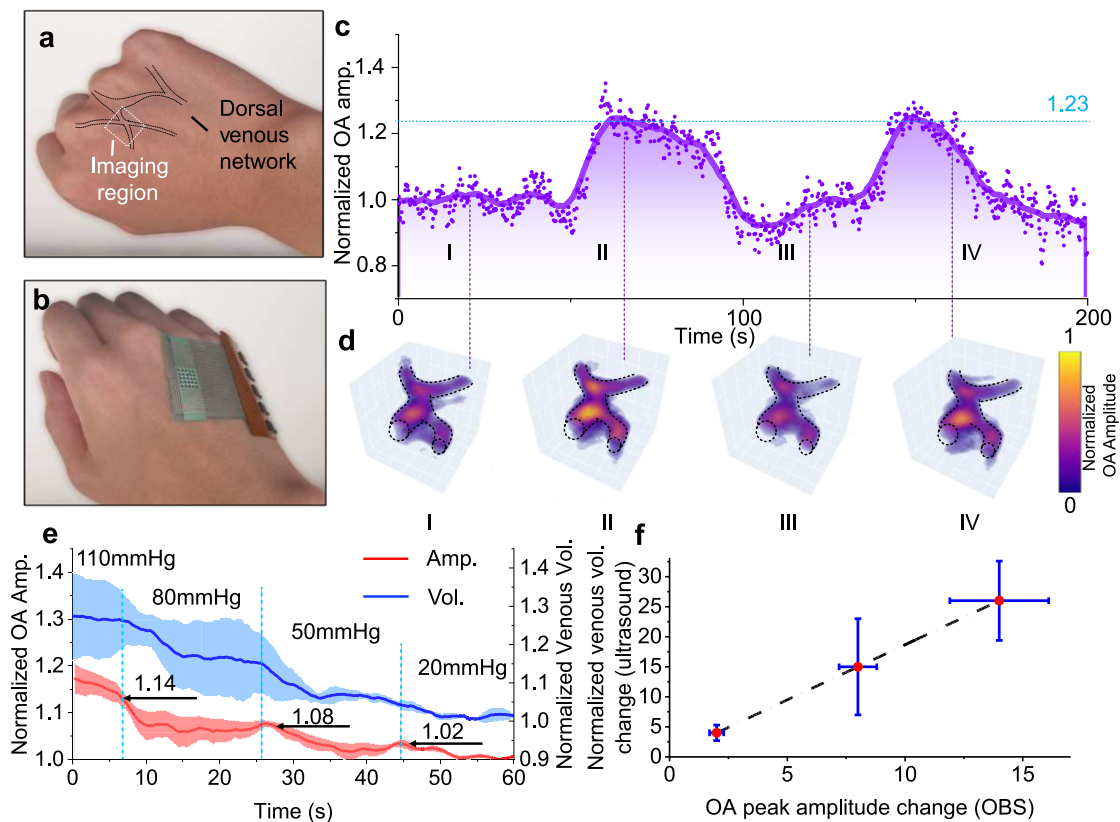 a
Dorsal
venous
network
Imaging
region
b
c
Normalized OA amp.
1.4
1.2
1.0
0.8
1.23
I
II
III
IV
0
100
200
Time (s)
d
1
0
Normalized
OA Amplitude
I
II
III
IV
e
Normalized OA Amp.
1.4
1.3
1.2
1.1
1.0
110mmHg
80mmHg
50mmHg
20mmHg
Amp.
Vol.
1.14
1.08
1.02
1.4
1.3
1.2
1.1
1.0
0.9
Normalized Venous Vol.
0
10
20
30
40
50
60
Time (s)
f
Normalized venous vol.
change (ultrasound)
30
25
20
15
10
5
0
0
5
10
15
OA peak amplitude change (OBS)